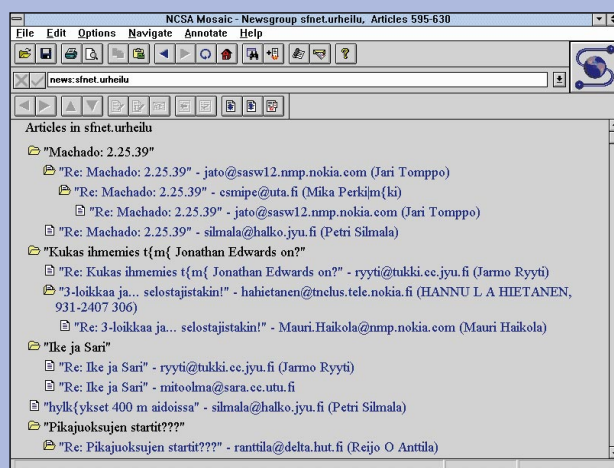 NCSA Mosaic - Newsgroup sfnet.urheilu, Articles 595-630
File Edit Options Navigate Annotate Help
news:sfnet.urheilu
Articles in sfnet.urheilu
"Machado: 2.25.39"
"Re: Machado: 2.25.39" - jato@sasw12.nmp.nokia.com (Jari Tomppo)
"Re: Machado: 2.25.39" - csmipe@uta.fi (Mika Perki|m{ki)
"Re: Machado: 2.25.39" - jato@sasw12.nmp.nokia.com (Jari Tomppo)
"Re: Machado: 2.25.39" - silmala@halko.jyu.fi (Petri Silmala)
"Kukas ihmemies t{m{ Jonathan Edwards on?"
"Re: Kukas ihmemies t{m{ Jonathan Edwards on?" - ryyti@tukki.cc.jyu.fi (Jarmo Ryyti)
"3-loikkaa ja... selostajistakin!" - hahietanen@tnclus.tele.nokia.fi (HANNU L A HIETANEN,
931-2407 306)
"Re: 3-loikkaa ja... selostajistakin!" - Mauri.Haikola@nmp.nokia.com (Mauri Haikola)
"Ike ja Sari"
"Re: Ike ja Sari" - ryyti@tukki.cc.jyu.fi (Jarmo Ryyti)
"Re: Ike ja Sari" - mitoolma@sara.cc.utu.fi
"hylk{ykset 400 m aidoissa" - silmala@halko.jyu.fi (Petri Silmala)
"Pikajuoksujen startit???"
"Re: Pikajuoksujen startit???" - ranttila@delta.hut.fi (Reijo O Anttila)